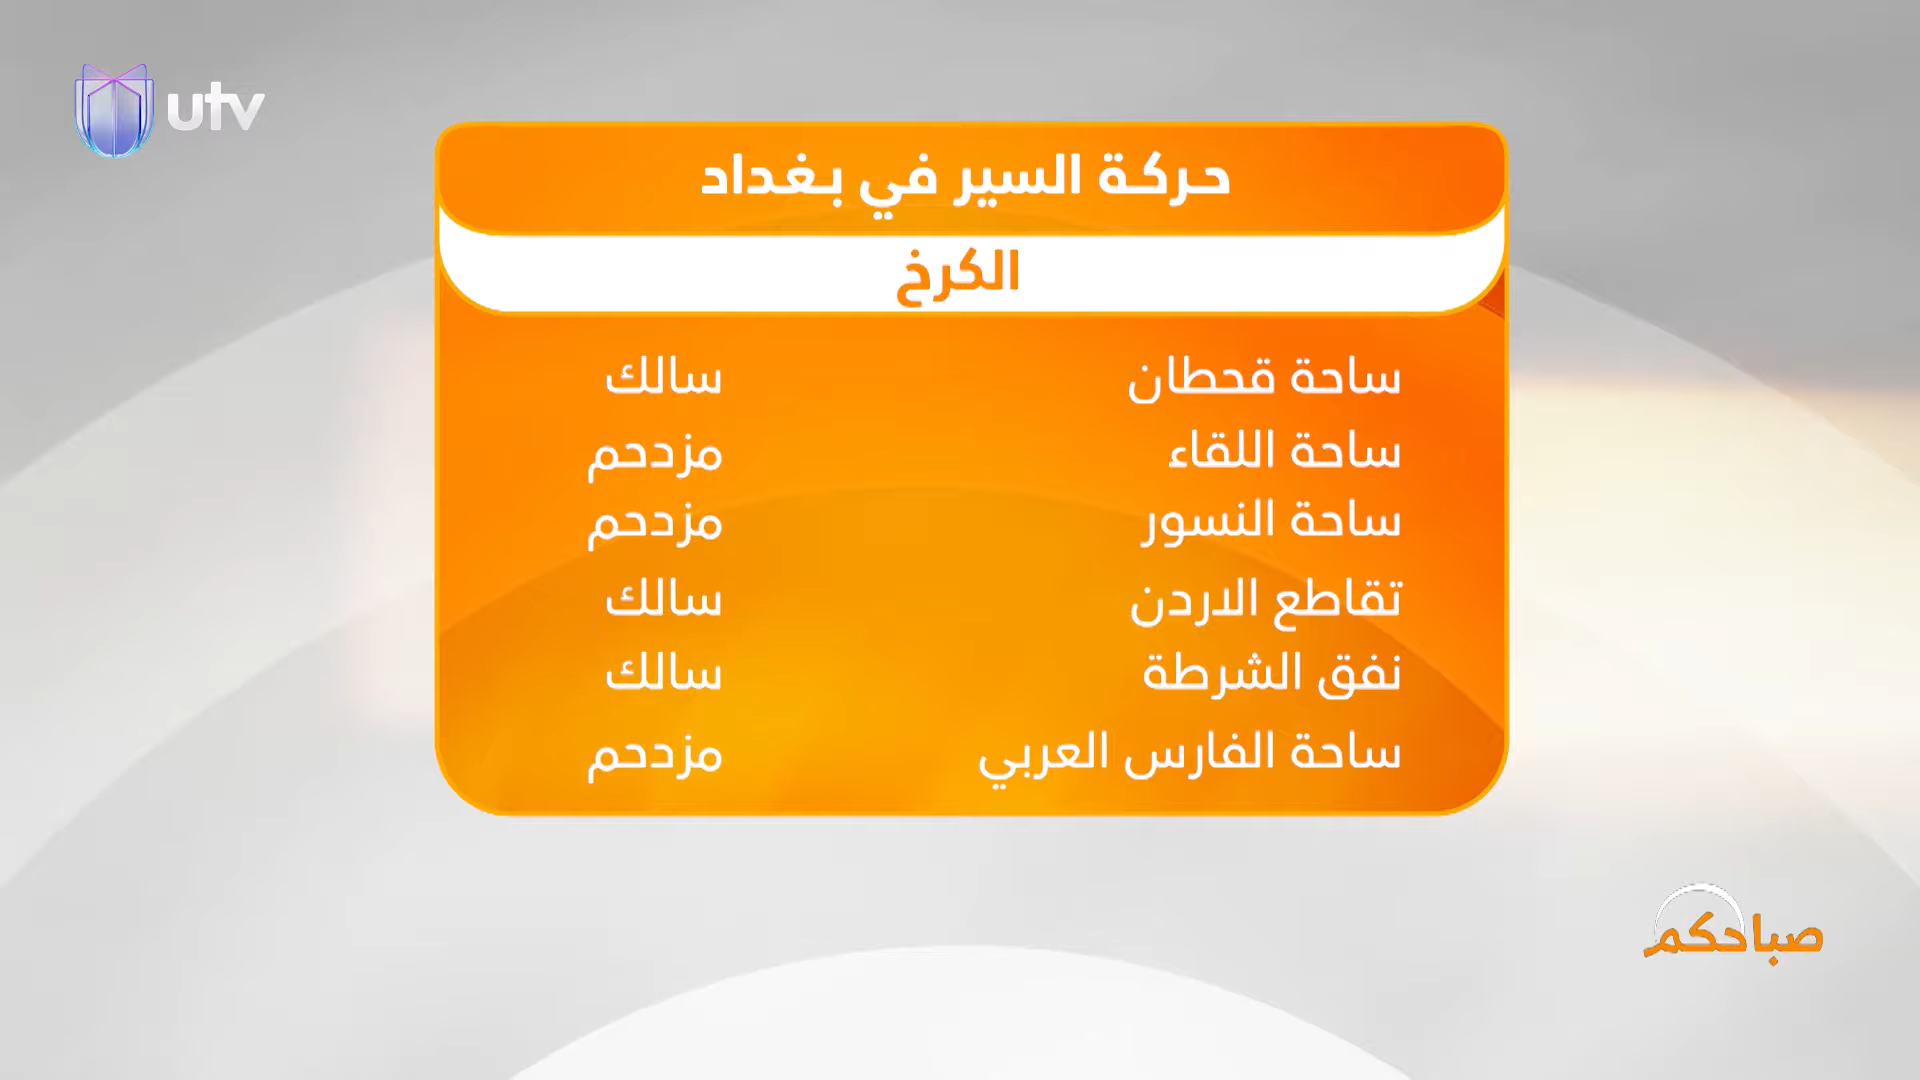 utv
حركة السير في بغداد
الكرخ
ساحة قحطان سالك
ساحة اللقاء مزدحم
ساحة النسور مزدحم
تقاطع الاردن سالك
نفق الشرطة سالك
ساحة الفارس العربي مزدحم
صباحكم